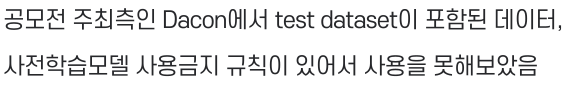 공모전 주최측인 Dacon에서 test dataset이 포함된 데이터,
사전학습모델 사용금지 규칙이 있어서 사용을 못해보았음